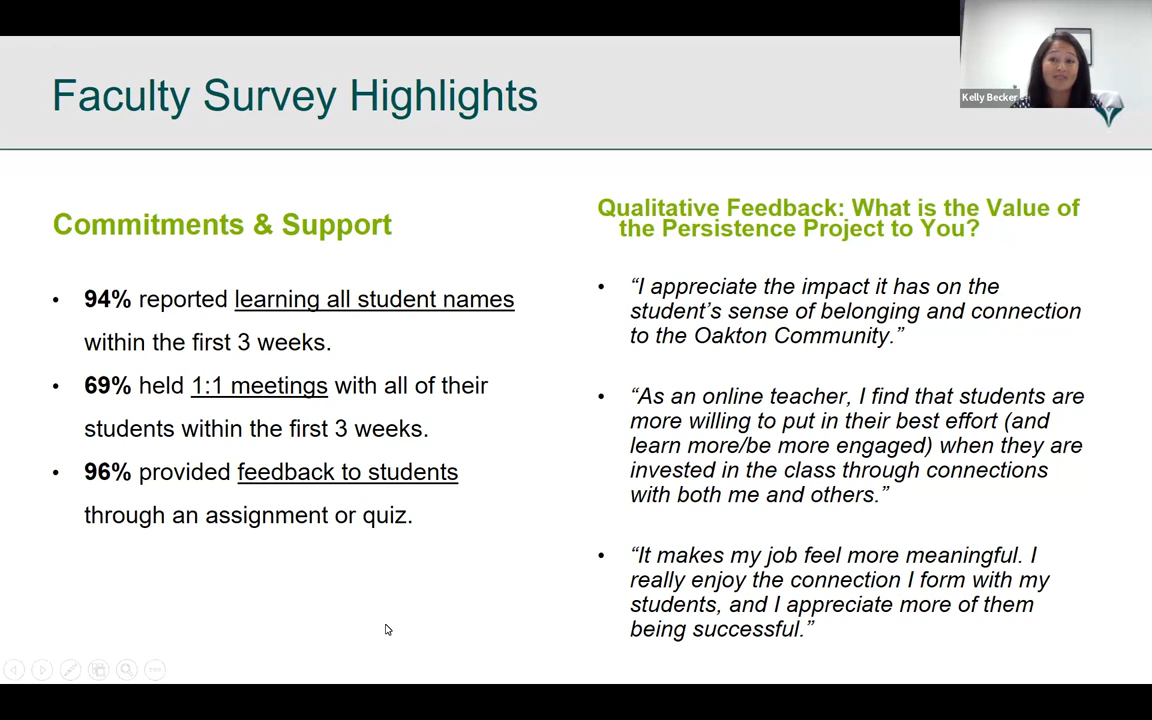 Faculty Survey Highlights
Kelly Becker
Commitments & Support
• 94% reported learning all student names
within the first 3 weeks.
• 69% held 1:1 meetings with all of their
students within the first 3 weeks.
• 96% provided feedback to students
through an assignment or quiz.
Qualitative Feedback: What is the Value of
the Persistence Project to You?
• “I appreciate the impact it has on the
student’s sense of belonging and connection
to the Oakton Community.”
• “As an online teacher, I find that students are
more willing to put in their best effort (and
learn more/be more engaged) when they are
invested in the class through connections
with both me and others.”
• “It makes my job feel more meaningful. I
really enjoy the connection I form with my
students, and I appreciate more of them
being successful.”